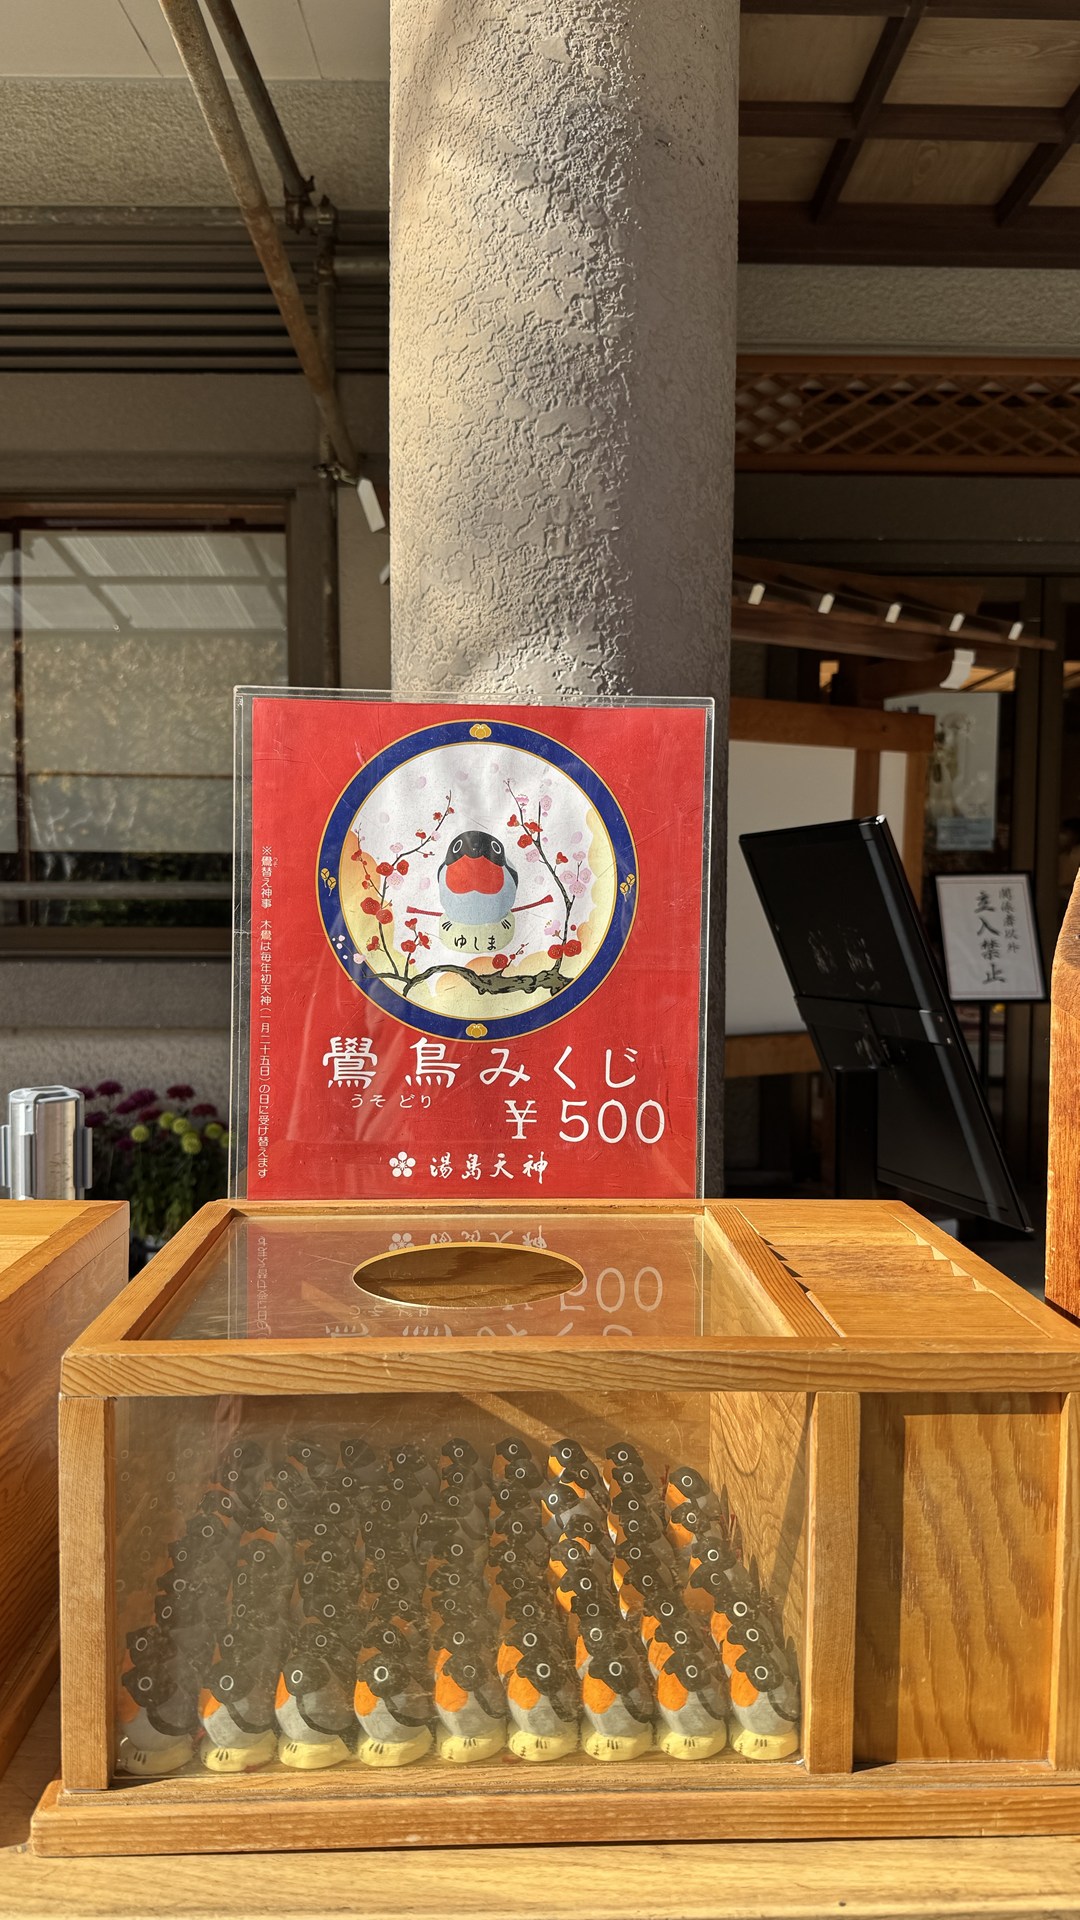 ゆしま
鷽鳥みくじ
うそ どり
¥500
湯島天神
※鷽替え神事 木鷽は毎年初天神(一月二十五日)の日に受け替えます
関係者以外
立入禁止